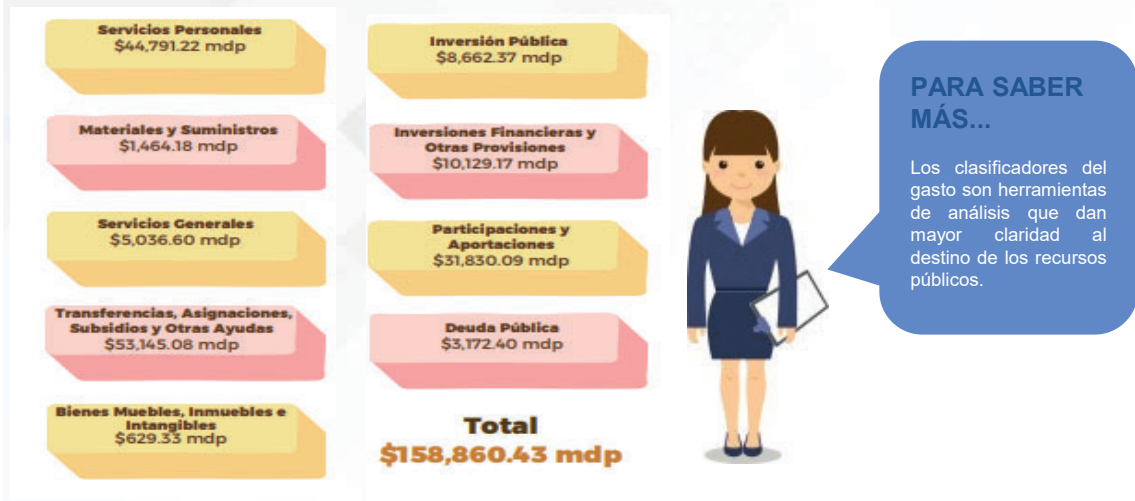 Servicios Personales
$44,791.22 mdp
Materiales y Suministros
$1,464.18 mdp
Servicios Generales
$5,036.60 mdp
Transferencias, Asignaciones,
Subsidios y Otras Ayudas
$53,145.08 mdp
Bienes Muebles, Inmuebles e
Intangibles
$629.33 mdp
Inversión Pública
$8,662.37 mdp
Inversiones Financieras y
Otras Provisiones
$10,129.17 mdp
Participaciones y
Aportaciones
$31,830.09 mdp
Deuda Pública
$3,172.40 mdp
Total
$158,860.43 mdp
PARA SABER
MÁS...
Los clasificadores del
gasto son herramientas
de análisis que dan
mayor claridad al
destino de los recursos
públicos.